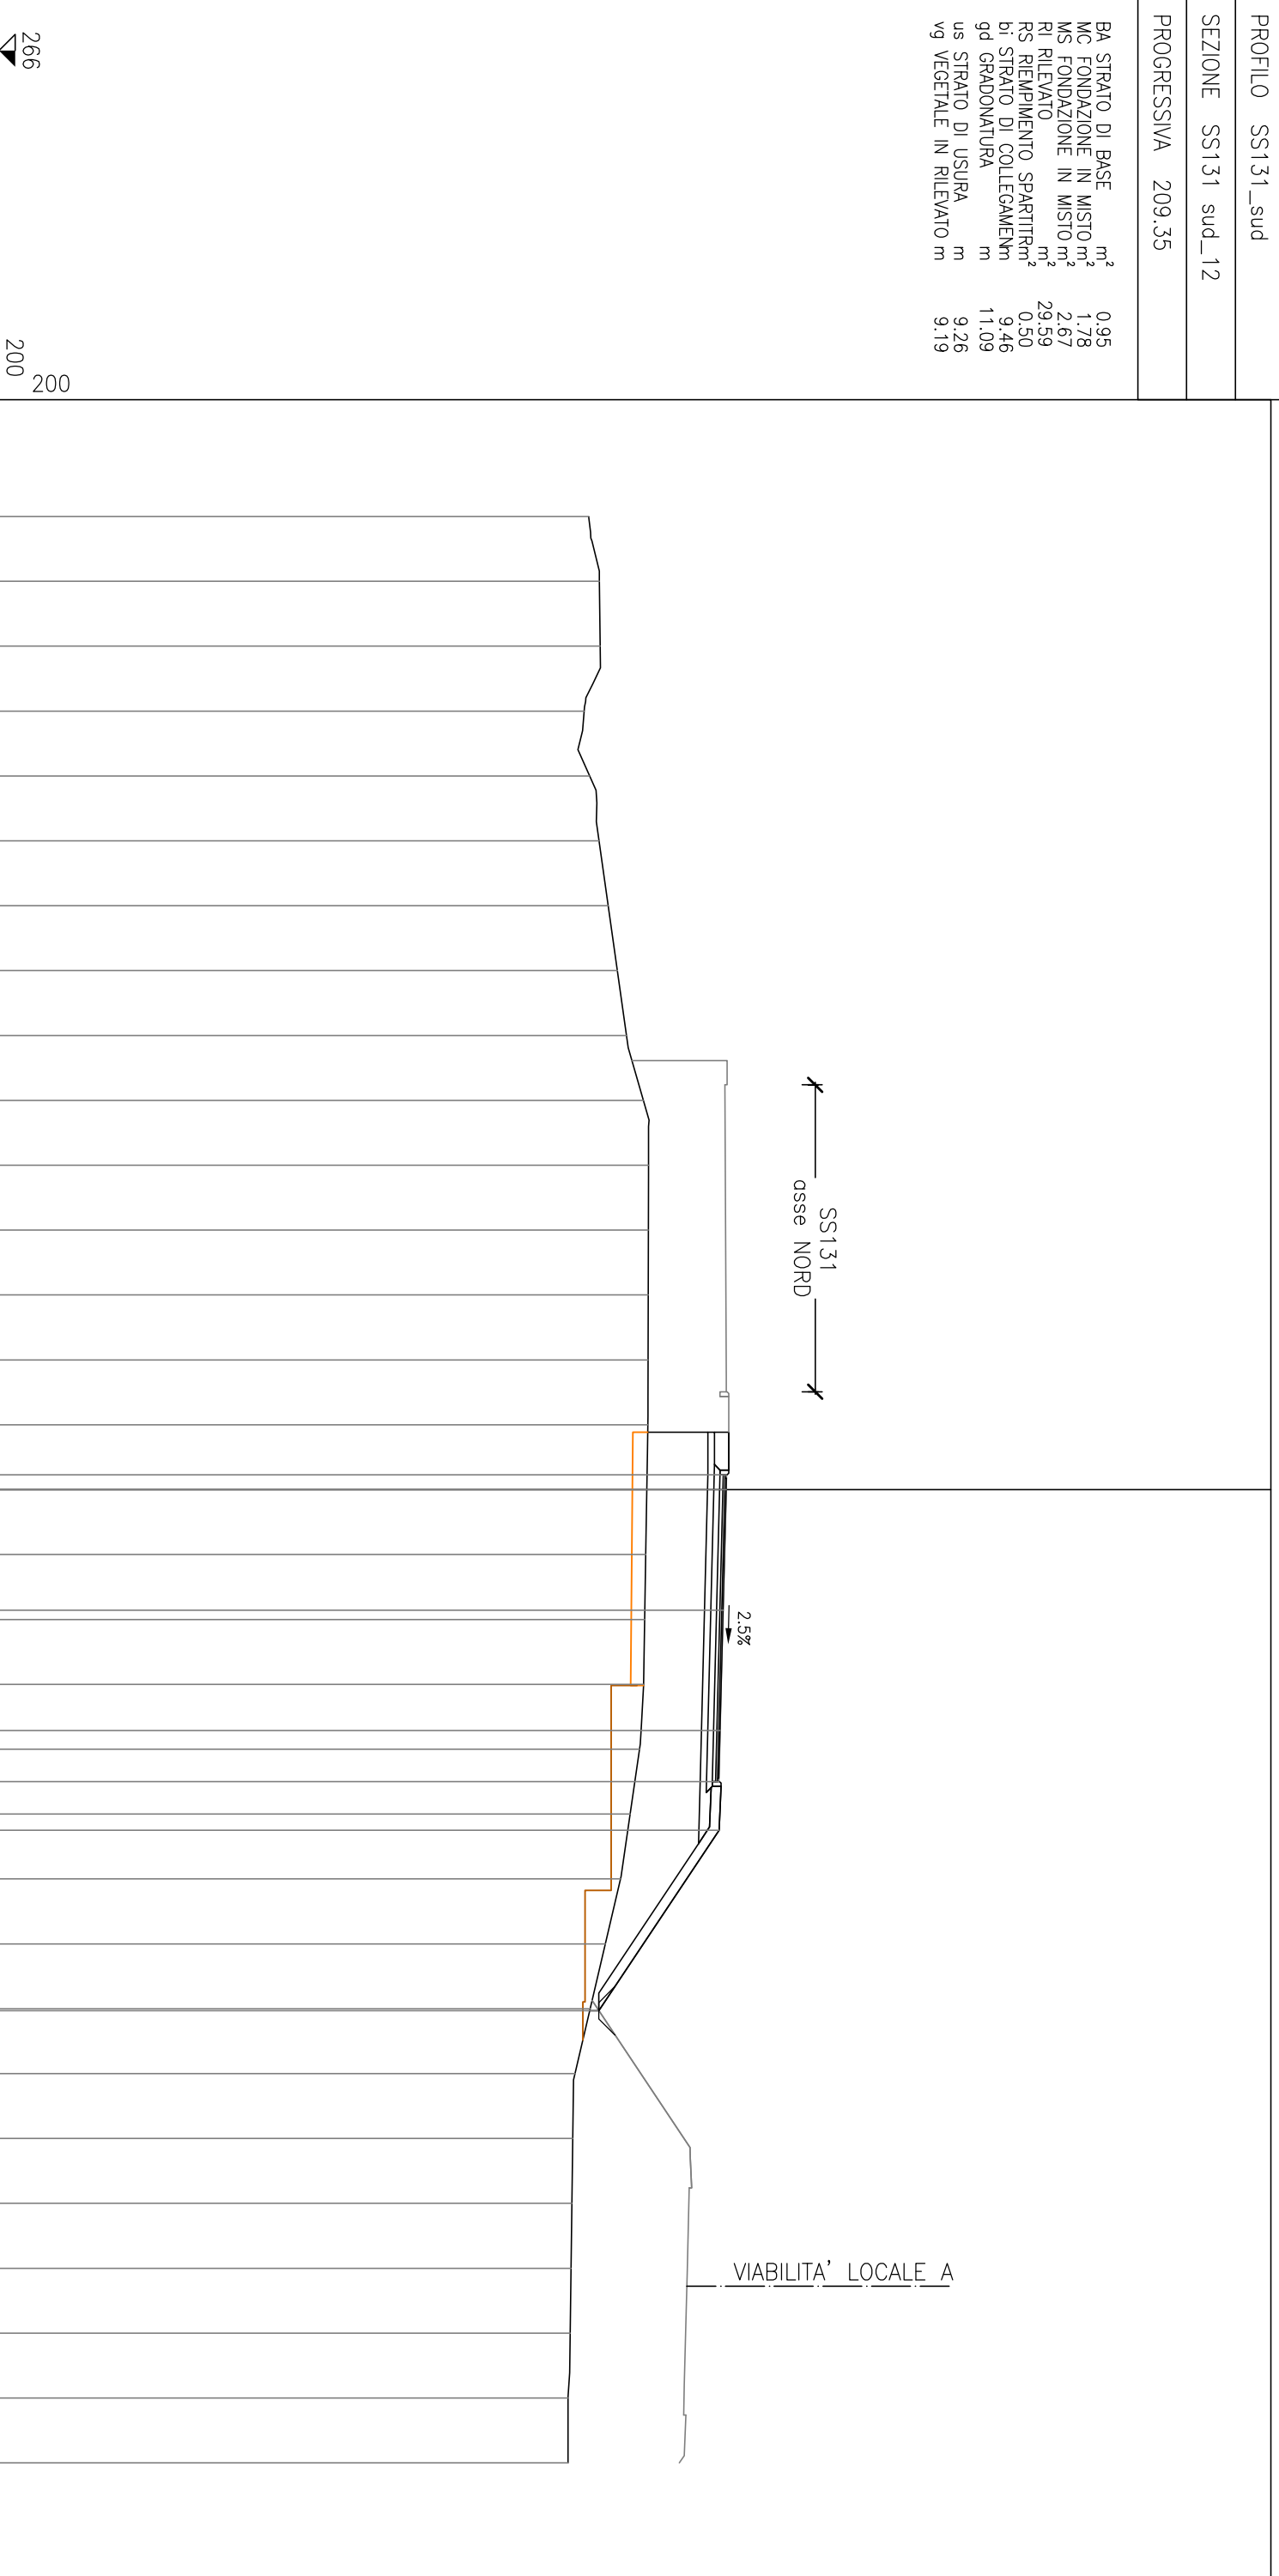 PROFILO SS131_sud
SEZIONE SS131 sud_12
PROGRESSIVA 209.35
BA STRATO DI BASE m² 0.95
MC FONDAZIONE IN MISTO m² 1.78
MS FONDAZIONE IN MISTO m² 2.67
RI RILEVATO m² 29.59
RS RIEMPIMENTO SPARTITR m² 0.50
bi STRATO DI COLLEGAMEN m 9.46
gd GRADONATURA m 11.09
us STRATO DI USURA m 9.26
vg VEGETALE IN RILEVATO m 9.19
SS131
asse NORD
2.5%
VIABILITA' LOCALE A
266
200
200